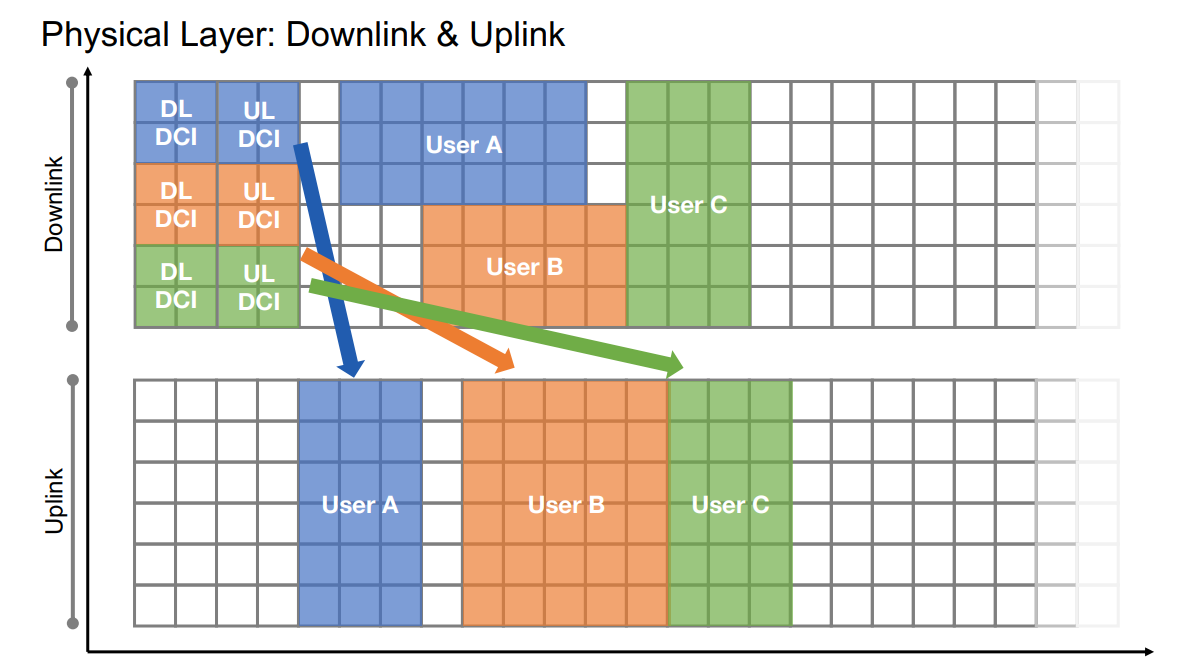 Physical Layer: Downlink & Uplink
Downlink
DL
DCI
UL
DCI
DL
DCI
UL
DCI
DL
DCI
UL
DCI
User A
User B
User C
Uplink
User A
User B
User C